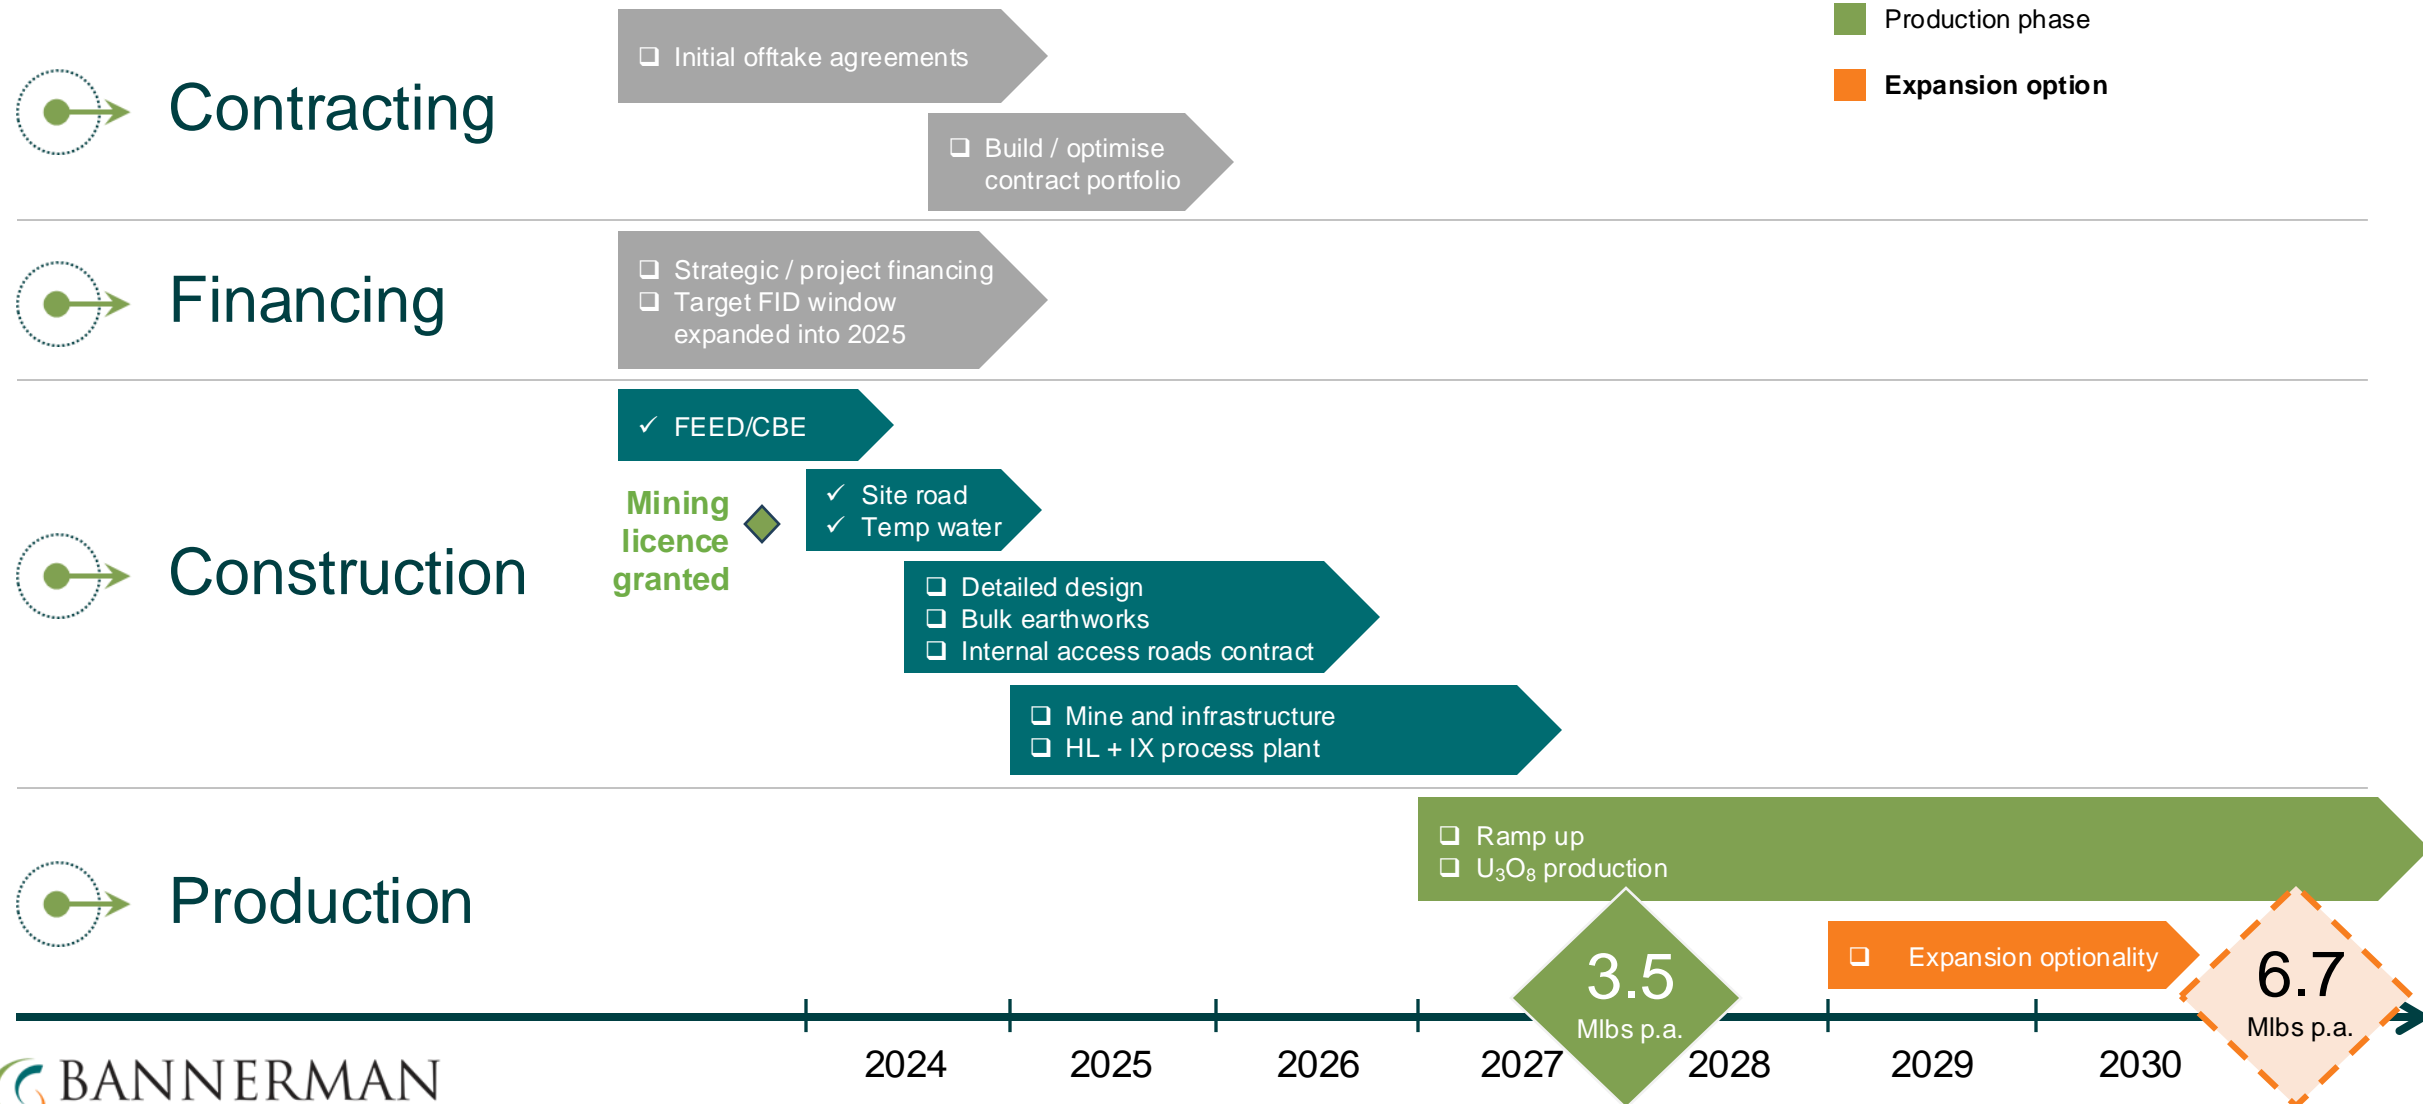 Production phase
Expansion option
Contracting
❑ Initial offtake agreements
❑ Build / optimise
contract portfolio
Financing
❑ Strategic / project financing
❑ Target FID window
expanded into 2025
Construction
✓ FEED/CBE
Mining
licence
granted
✓ Site road
✓ Temp water
❑ Detailed design
❑ Bulk earthworks
❑ Internal access roads contract
❑ Mine and infrastructure
❑ HL + IX process plant
Production
❑ Ramp up
❑ U₃O₈ production
❑ Expansion optionality
3.5
Mlbs p.a.
6.7
Mlbs p.a.
2024 2025 2026 2027 2028 2029 2030
BANNERMAN